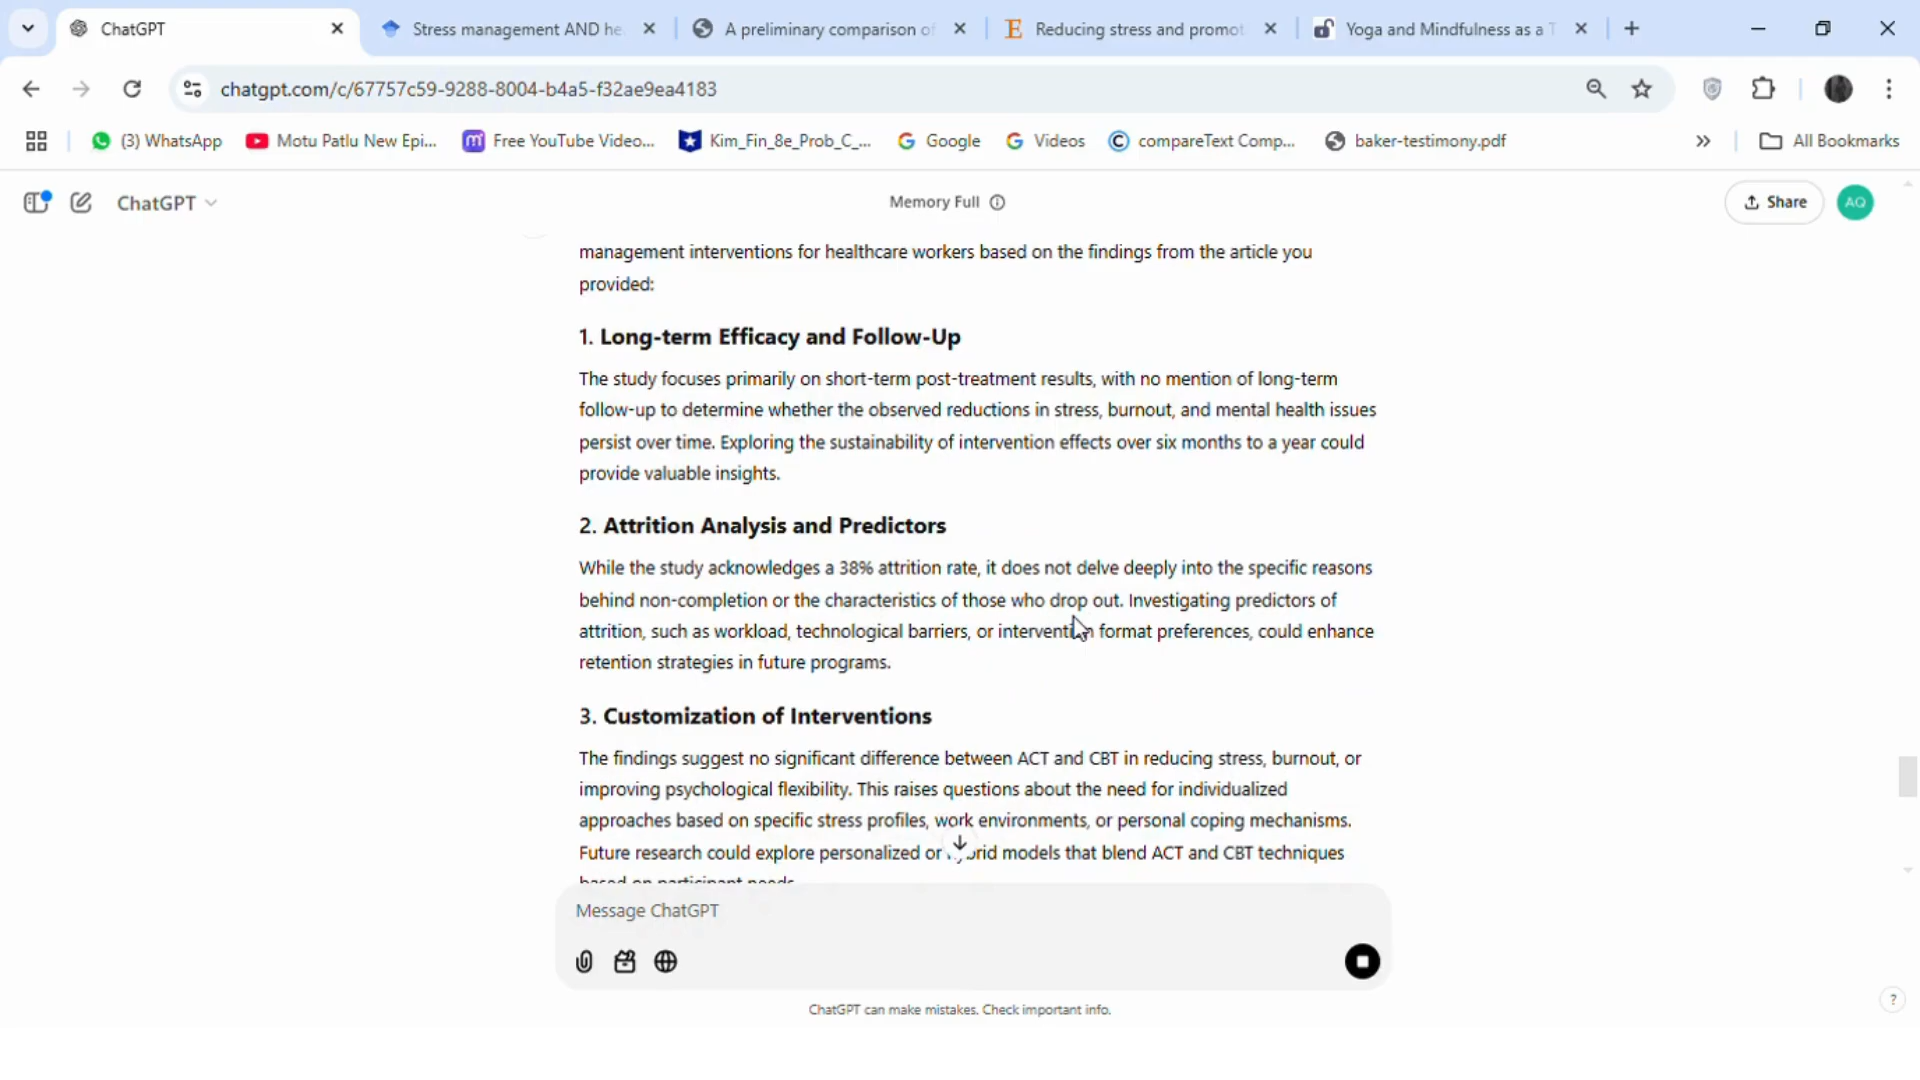 ChatGPT
Stress management AND he
A preliminary comparison of
Reducing stress and promot
Yoga and Mindfulness as a T
chatgpt.com/c/67757c59-9288-8004-b4a5-f32ae9ea4183
(3) WhatsApp
Motu Patlu New Epi...
Free YouTube Video...
Kim_Fin_8e_Prob_C_...
Google
Videos
compareText Comp...
baker-testimony.pdf
All Bookmarks
ChatGPT
Memory Full
Share
AQ
management interventions for healthcare workers based on the findings from the article you
provided:
1. Long-term Efficacy and Follow-Up
The study focuses primarily on short-term post-treatment results, with no mention of long-term
follow-up to determine whether the observed reductions in stress, burnout, and mental health issues
persist over time. Exploring the sustainability of intervention effects over six months to a year could
provide valuable insights.
2. Attrition Analysis and Predictors
While the study acknowledges a 38% attrition rate, it does not delve deeply into the specific reasons
behind non-completion or the characteristics of those who drop out. Investigating predictors of
attrition, such as workload, technological barriers, or intervention format preferences, could enhance
retention strategies in future programs.
3. Customization of Interventions
The findings suggest no significant difference between ACT and CBT in reducing stress, burnout, or
improving psychological flexibility. This raises questions about the need for individualized
approaches based on specific stress profiles, work environments, or personal coping mechanisms.
Future research could explore personalized or hybrid models that blend ACT and CBT techniques
based on participant needs.
Message ChatGPT
ChatGPT can make mistakes. Check important info.
?